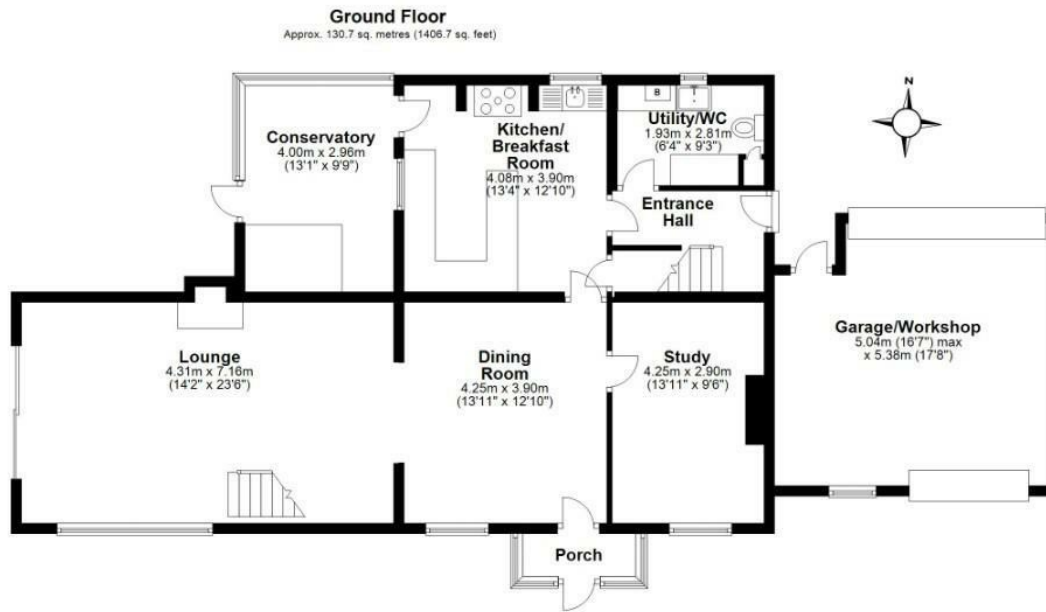 Ground Floor
Approx. 130.7 sq. metres (1406.7 sq. feet)
N
Conservatory
4.00m x 2.96m
(13'1" x 9'9")
Kitchen/
Breakfast
Room
4.08m x 3.90m
(13'4" x 12'10")
B
Utility/WC
1.93m x 2.81m
(6'4" x 9'3")
Entrance
Hall
Lounge
4.31m x 7.16m
(14'2" x 23'6")
Dining
Room
4.25m x 3.90m
(13'11" x 12'10")
Study
4.25m x 2.90m
(13'11" x 9'6")
Garage/Workshop
5.04m (16'7") max
x 5.38m (17'8")
Porch